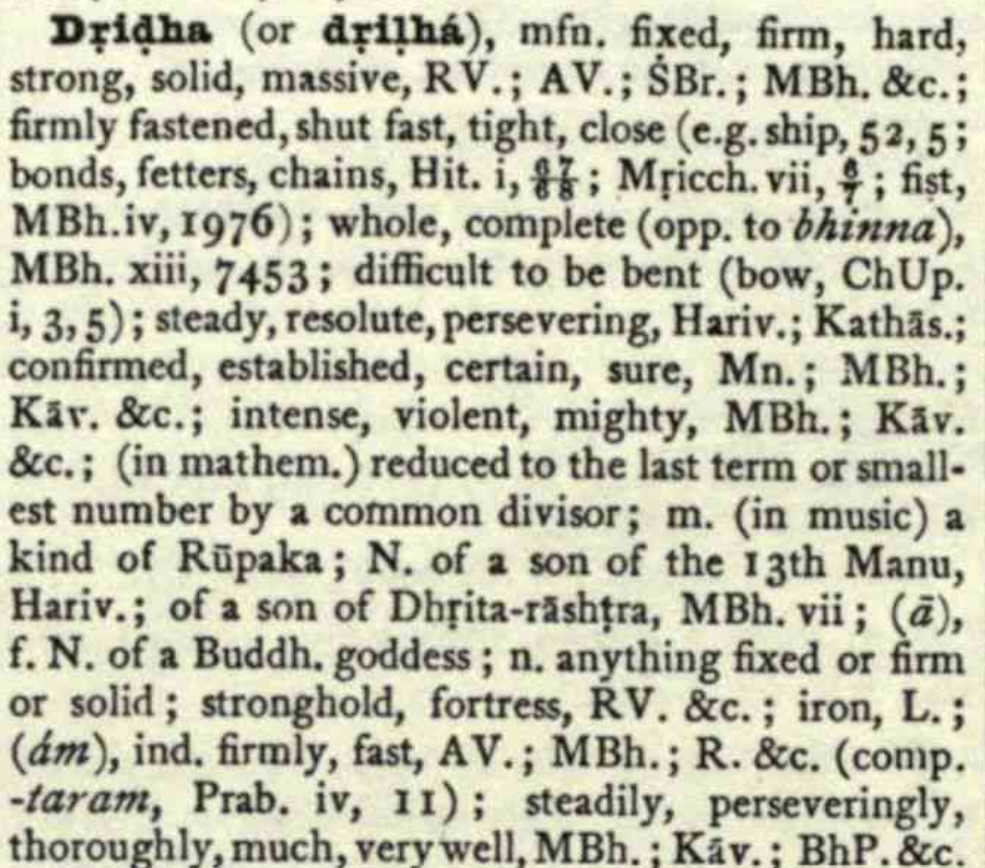 Dṛiḍha (or dṛiḷhá), mfn. fixed, firm, hard,
strong, solid, massive, RV.; AV.; ŚBr.; MBh. &c.;
firmly fastened, shut fast, tight, close (e.g. ship, 52, 5;
bonds, fetters, chains, Hit. i, 67/68; Mṛicch. vii, 6/7; fist,
MBh. iv, 1976); whole, complete (opp. to bhinna),
MBh. xiii, 7453; difficult to be bent (bow, ChUp.
i, 3, 5); steady, resolute, persevering, Hariv.; Kathās.;
confirmed, established, certain, sure, Mn.; MBh.;
Kāv. &c.; intense, violent, mighty, MBh.; Kāv.
&c.; (in mathem.) reduced to the last term or small-
est number by a common divisor; m. (in music) a
kind of Rūpaka; N. of a son of the 13th Manu,
Hariv.; of a son of Dhṛita-rāshṭra, MBh. vii; (ā),
f. N. of a Buddh. goddess; n. anything fixed or firm
or solid; stronghold, fortress, RV. &c.; iron, L.;
(ám), ind. firmly, fast, AV.; MBh.; R. &c. (comp.
-taram, Prab. iv, 11); steadily, perseveringly,
thoroughly, much, very well, MBh.; Kāv.; BhP. &c.